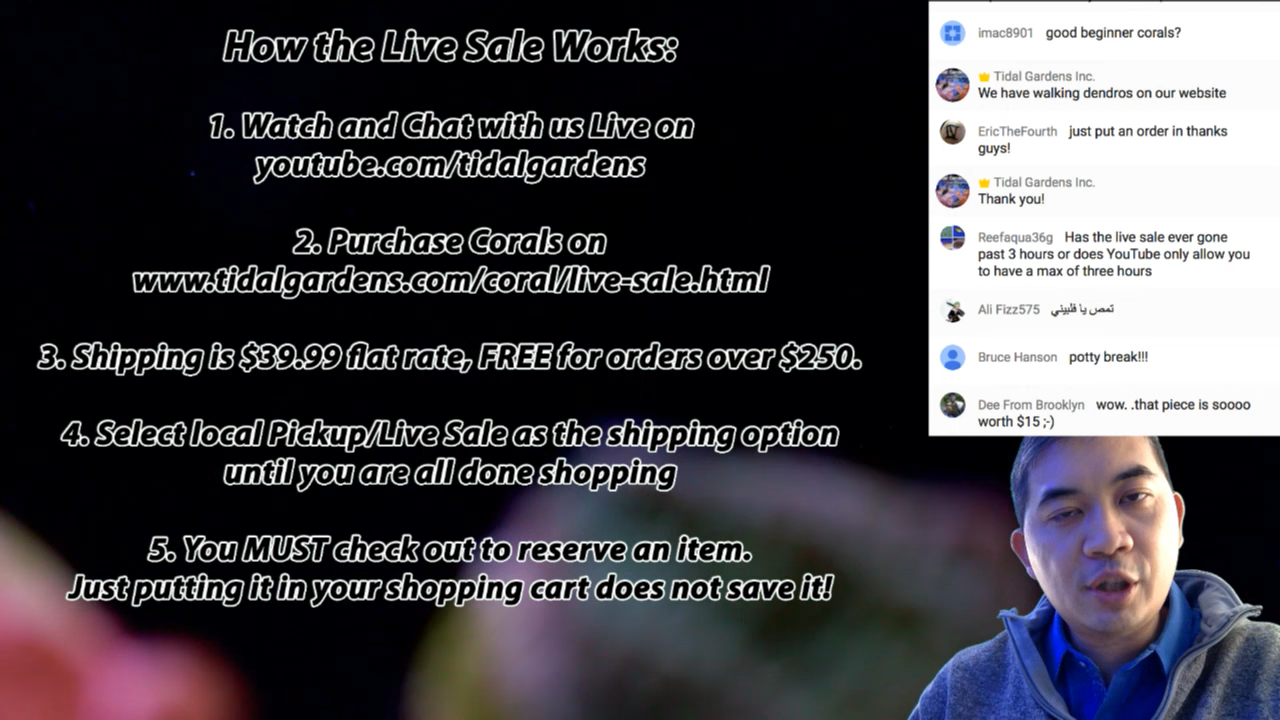 How the Live Sale Works:
1. Watch and Chat with us Live on
youtube.com/tidalgardens
2. Purchase Corals on
www.tidalgardens.com/coral/live-sale.html
3. Shipping is $39.99 flat rate, FREE for orders over $250.
4. Select local Pickup/Live Sale as the shipping option
until you are all done shopping
5. You MUST check out to reserve an item.
Just putting it in your shopping cart does not save it!
imac8901 good beginner corals?
Tidal Gardens Inc.
We have walking dendros on our website
EricTheFourth just put an order in thanks
guys!
Tidal Gardens Inc.
Thank you!
Reefaqua36g Has the live sale ever gone
past 3 hours or does YouTube only allow you
to have a max of three hours
Ali Fizz575 تمص يا فلبيني
Bruce Hanson potty break!!!
Dee From Brooklyn wow. .that piece is soooo
worth $15 ;-)